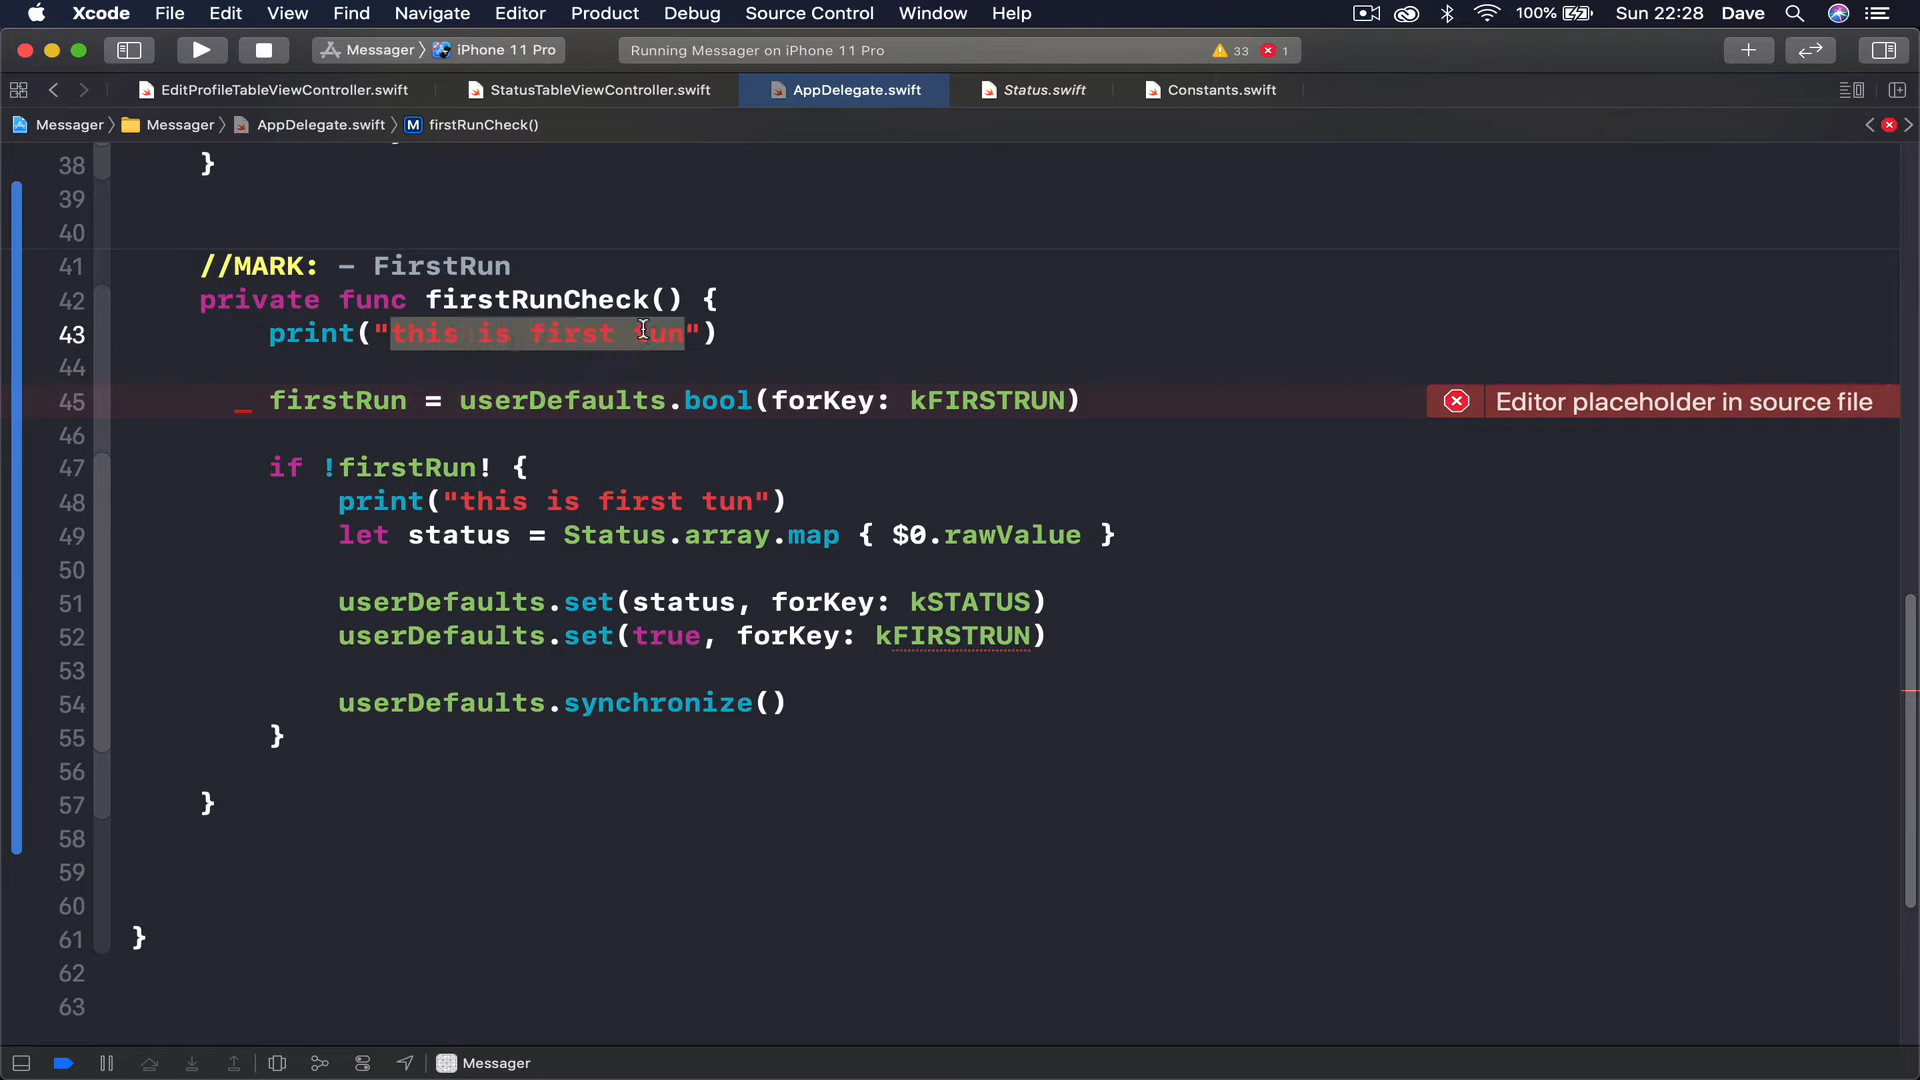 Xcode File Edit View Find Navigate Editor Product Debug Source Control Window Help 100% Sun 22:28 Dave
Messager iPhone 11 Pro Running Messager on iPhone 11 Pro 33 1
EditProfileTableViewController.swift StatusTableViewController.swift AppDelegate.swift Status.swift Constants.swift
Messager Messager AppDelegate.swift M firstRunCheck()
38 }
39
40
41 //MARK: - FirstRun
42 private func firstRunCheck() {
43 print("this is first tun")
44
45 firstRun = userDefaults.bool(forKey: kFIRSTRUN) Editor placeholder in source file
46
47 if !firstRun! {
48 print("this is first tun")
49 let status = Status.array.map { $0.rawValue }
50
51 userDefaults.set(status, forKey: kSTATUS)
52 userDefaults.set(true, forKey: kFIRSTRUN)
53
54 userDefaults.synchronize()
55 }
56
57 }
58
59
60
61 }
62
63
Messager